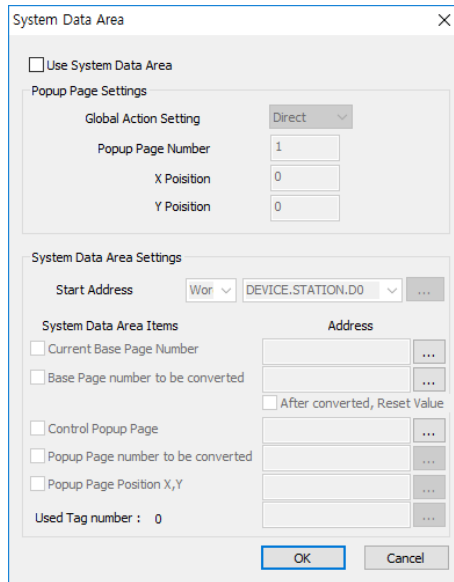 System Data Area
Use System Data Area
Popup Page Settings
Global Action Setting Direct
Popup Page Number 1
X Poisition 0
Y Poisition 0
System Data Area Settings
Start Address Wor DEVICE.STATION.D0 ...
System Data Area Items Address
Current Base Page Number ...
Base Page number to be converted ...
After converted, Reset Value
Control Popup Page ...
Popup Page number to be converted ...
Popup Page Position X,Y ...
Used Tag number : 0 ...
OK Cancel